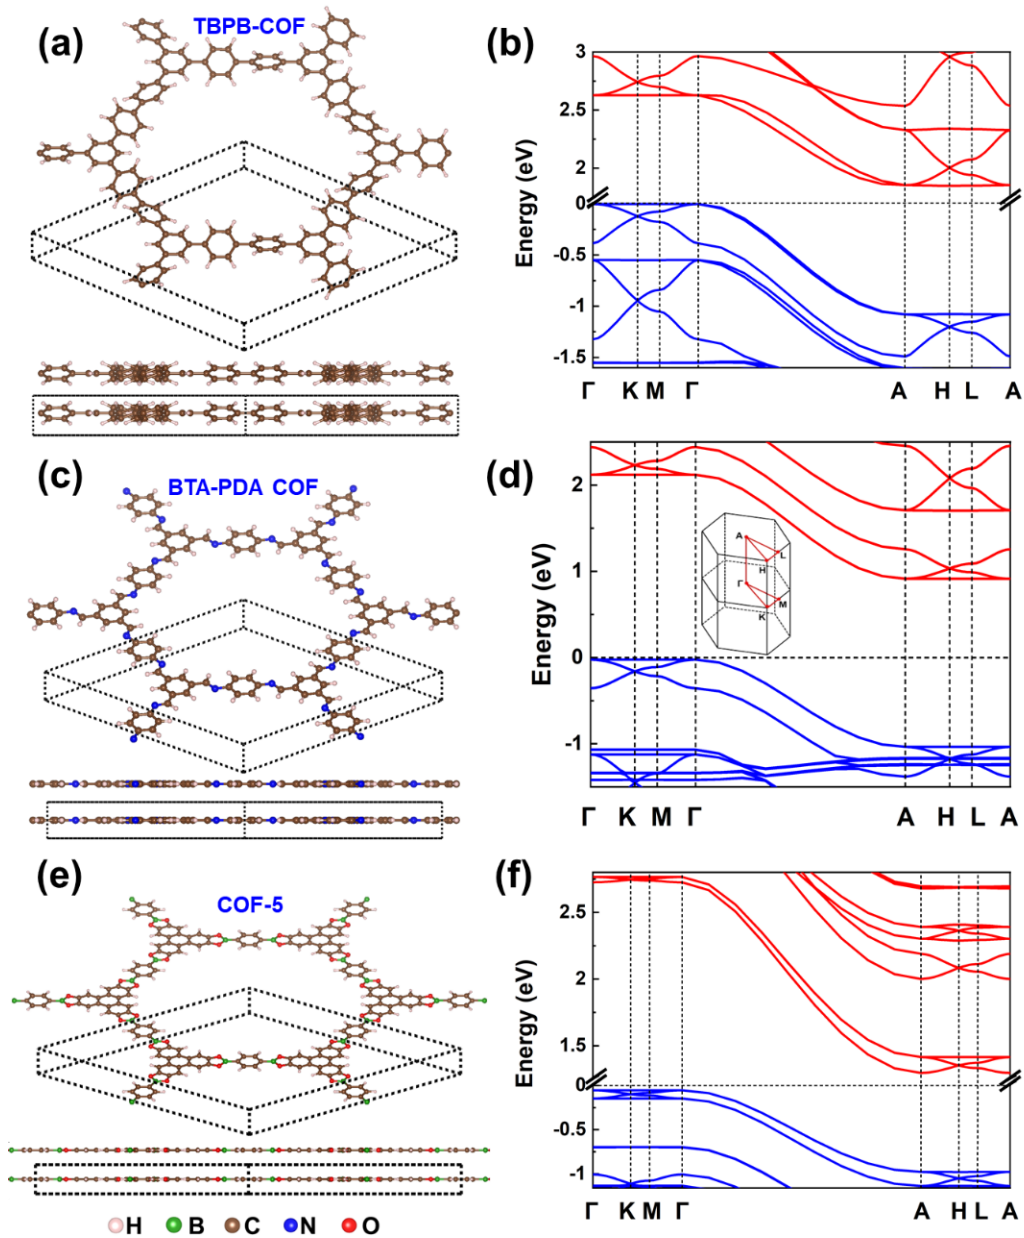 (a)
TBPB-COF
(b)
3
2.5
2
0
-0.5
-1
-1.5
Energy (eV)
Γ K M Γ A H L A
(c)
BTA-PDA COF
(d)
2
1
0
-1
Energy (eV)
A
L
H
Γ
M
K
Γ K M Γ A H L A
(e)
COF-5
(f)
2.5
2
1.5
0
-0.5
-1
Energy (eV)
Γ K M Γ A H L A
H B C N O